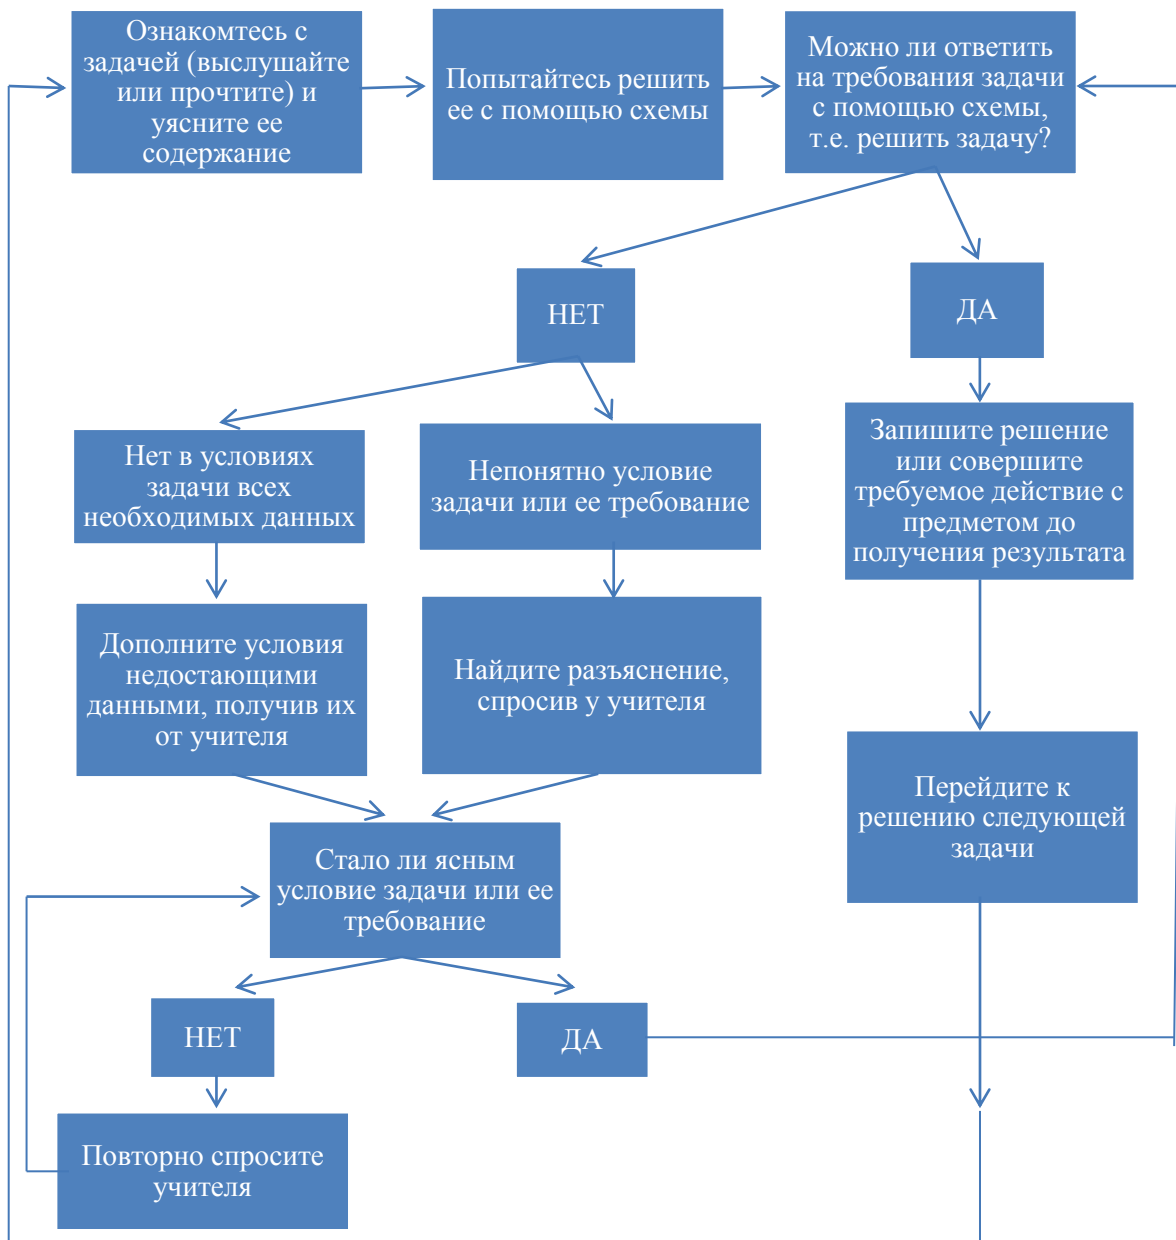 Ознакомтесь с
задачей (выслушайте
или прочтите) и
уясните ее
содержание
Попытайтесь решить
ее с помощью схемы
Можно ли ответить
на требования задачи
с помощью схемы,
т.е. решить задачу?
НЕТ
ДА
Нет в условиях
задачи всех
необходимых данных
Непонятно условие
задачи или ее требование
Запишите решение
или совершите
требуемое действие с
предметом до
получения результата
Дополните условия
недостающими
данными, получив их
от учителя
Найдите разъяснение,
спросив у учителя
Перейдите к
решению следующей
задачи
Стало ли ясным
условие задачи или ее
требование
НЕТ
ДА
Повторно спросите
учителя